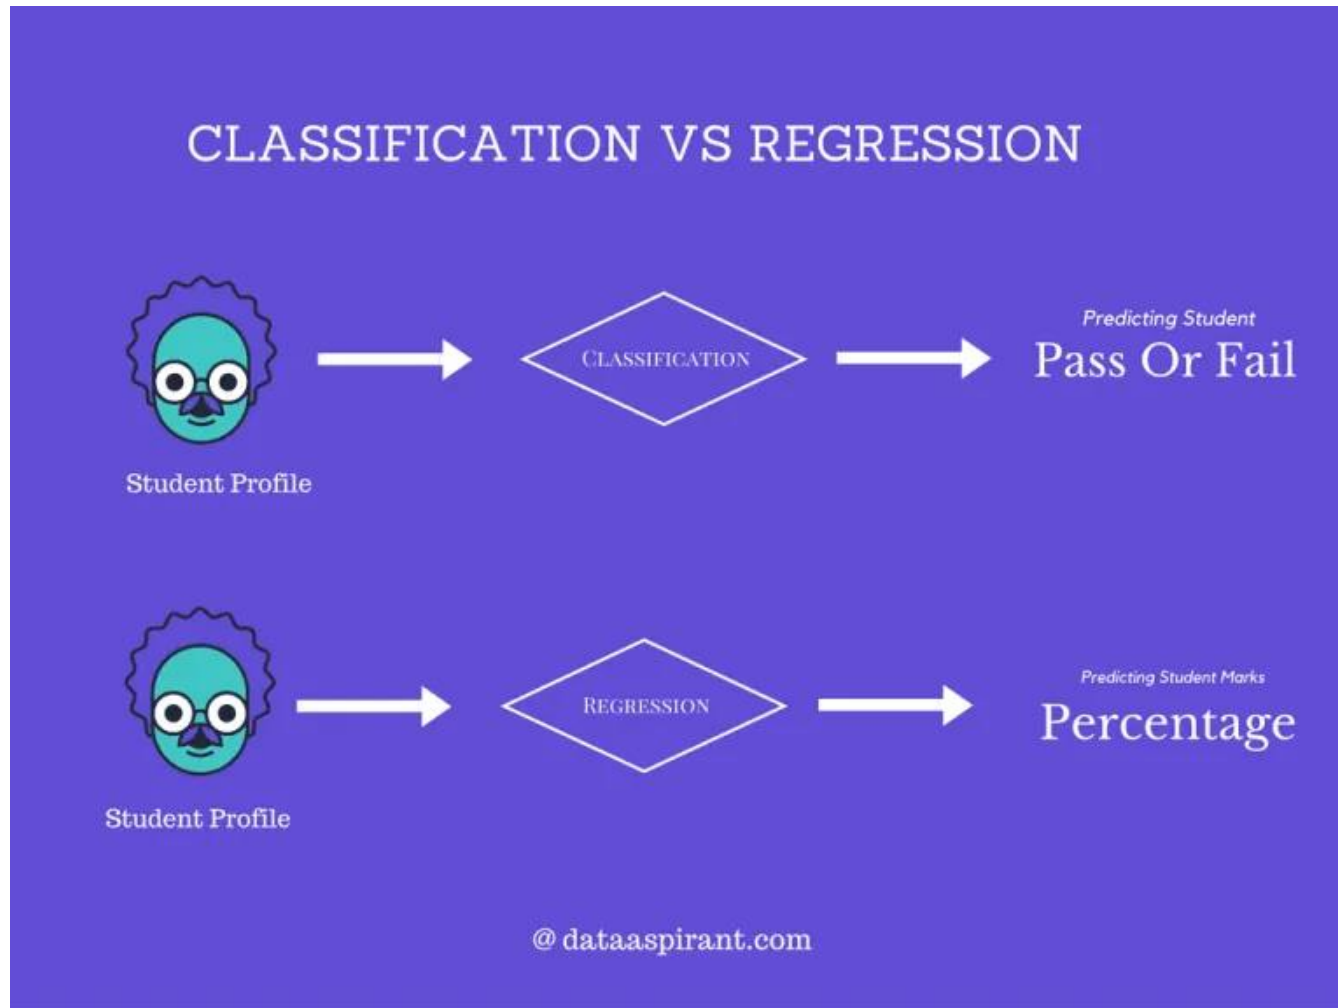 CLASSIFICATION VS REGRESSION
Student Profile
CLASSIFICATION
Predicting Student
Pass Or Fail
Student Profile
REGRESSION
Predicting Student Marks
Percentage
@ dataaspirant.com